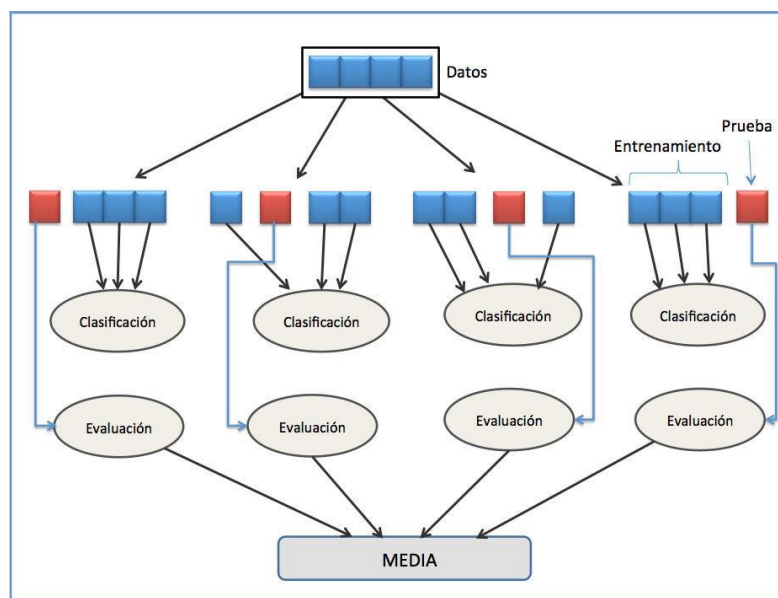 Datos
Prueba
Entrenamiento
Clasificación
Clasificación
Clasificación
Clasificación
Evaluación
Evaluación
Evaluación
Evaluación
MEDIA